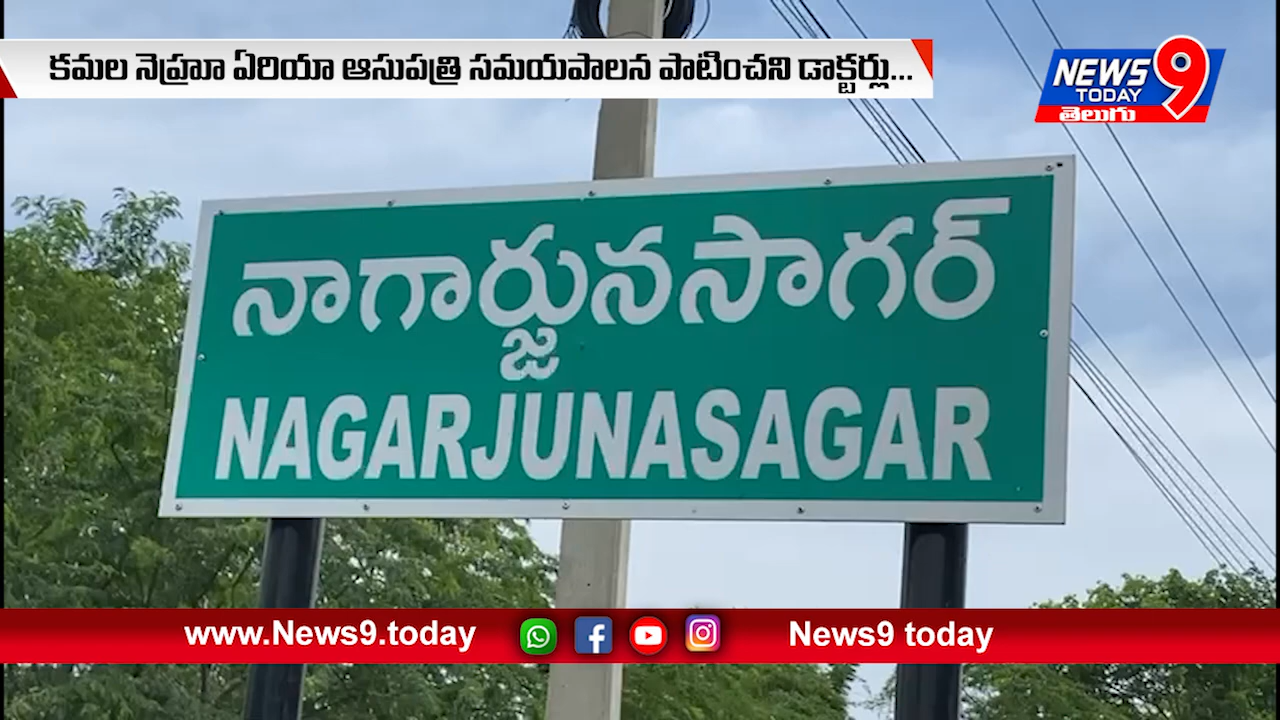 కమల నెహ్రూ ఏరియా ఆసుపత్రి సమయపాలన పాటించని డాక్టర్లు...
NEWS 9
TODAY
తెలుగు
నాగార్జునసాగర్
NAGARJUNASAGAR
www.News9.today
News9 today